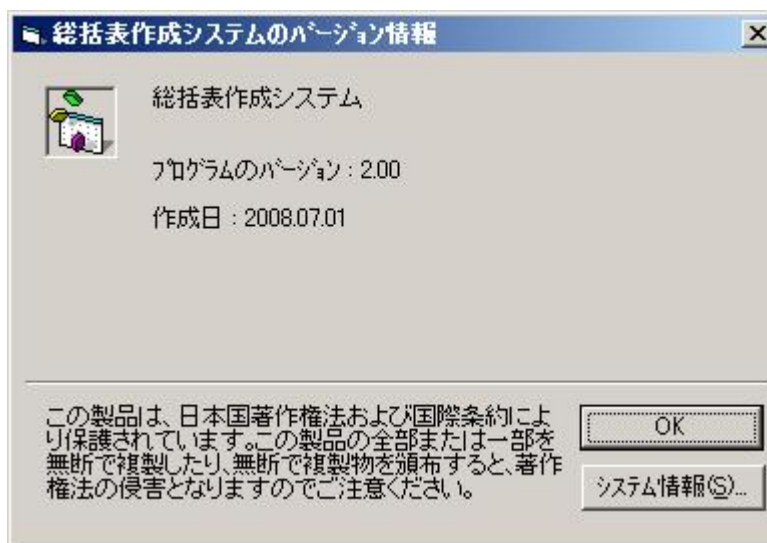 総括表作成システムのﾊﾞｰｼﾞｮﾝ情報
総括表作成システム
ﾌﾟﾛｸﾞﾗﾑのﾊﾞｰｼﾞｮﾝ : 2.00
作成日 : 2008.07.01
この製品は、日本国著作権法および国際条約によ
り保護されています。この製品の全部または一部を
無断で複製したり、無断で複製物を頒布すると、著作
権法の侵害となりますのでご注意ください。
OK
ｼｽﾃﾑ情報(S)...